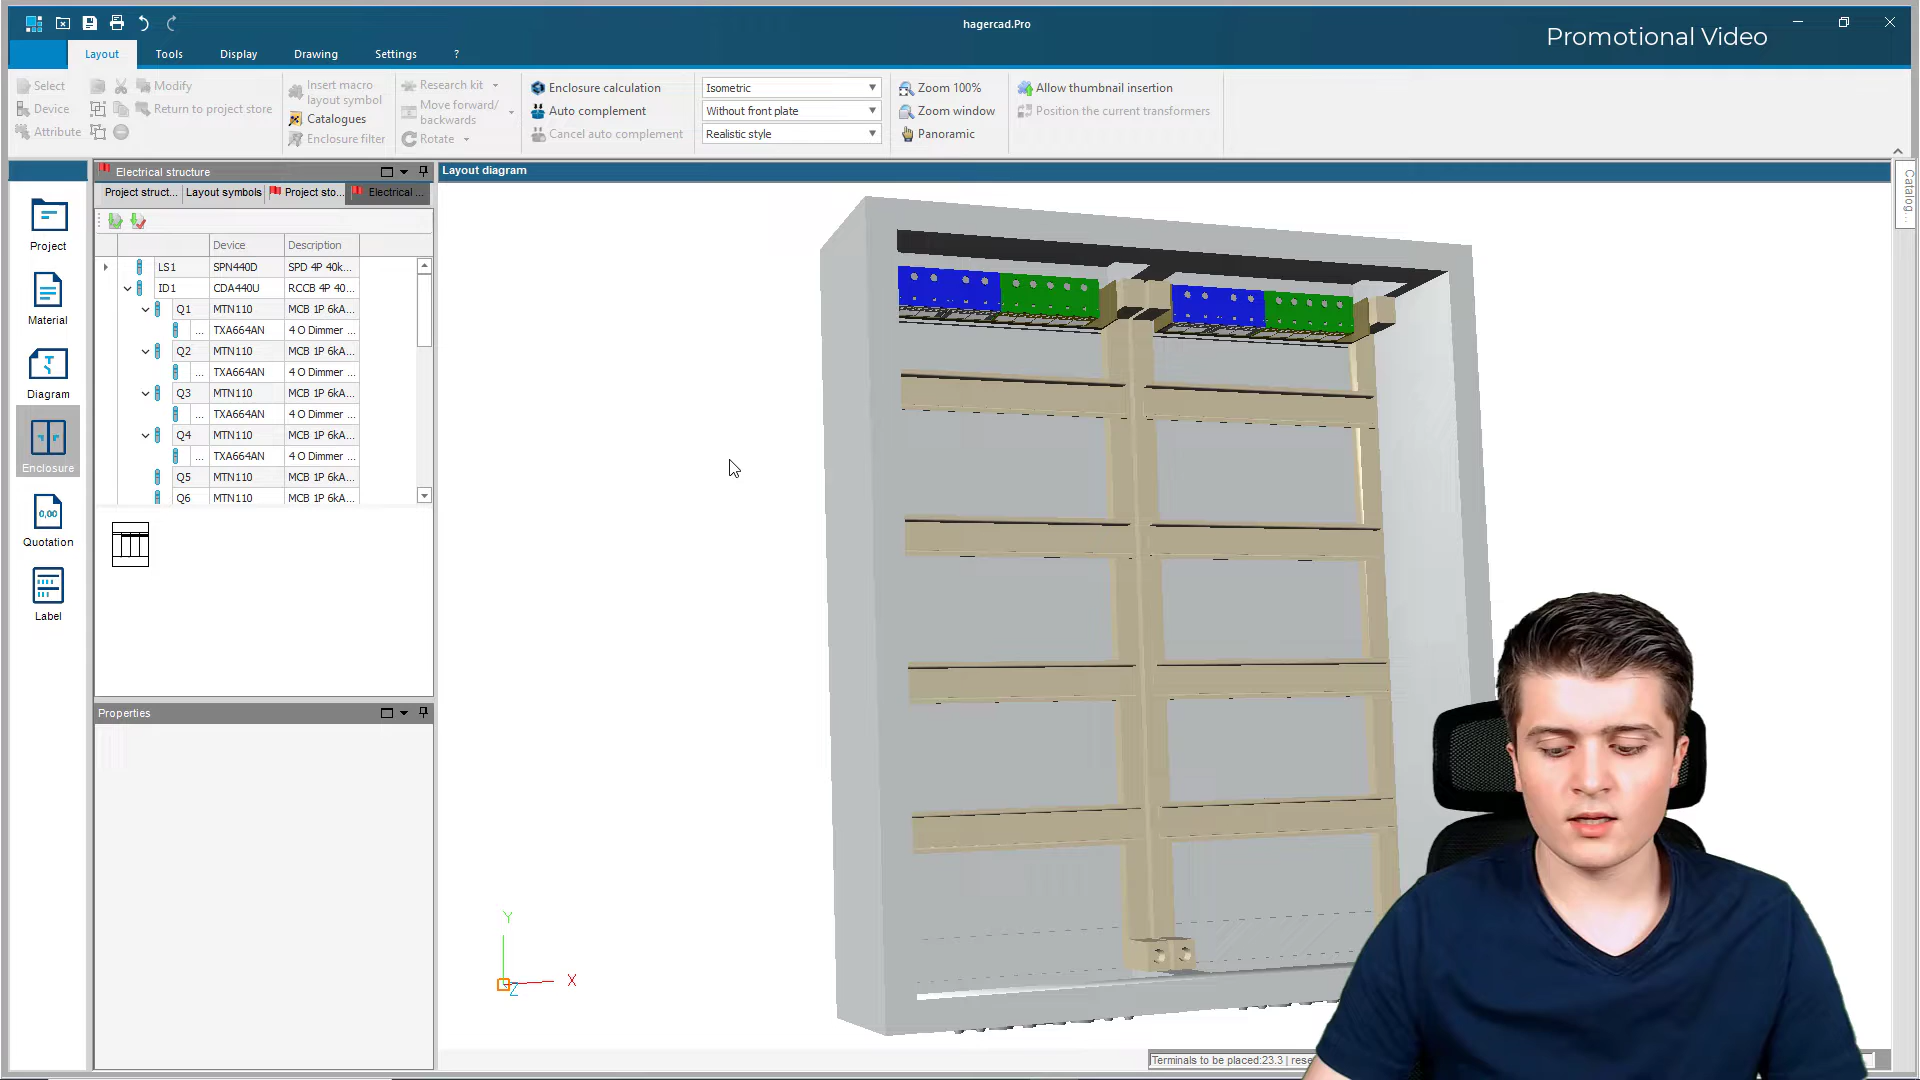 hagercad.Pro
Promotional Video
Layout
Tools
Display
Drawing
Settings
?
Select
Device
Attribute
Modify
Return to project store
Insert macro
layout symbol
Catalogues
Enclosure filter
Research kit
Move forward/
backwards
Rotate
Enclosure calculation
Auto complement
Cancel auto complement
Isometric
Without front plate
Realistic style
Zoom 100%
Zoom window
Panoramic
Allow thumbnail insertion
Position the current transformers
Electrical structure
Project struct...
Layout symbols
Project sto...
Electrical ...
Layout diagram
Catalog...
Project
Material
Diagram
Enclosure
Quotation
0,00
Label
Device Description
LS1 SPN440D SPD 4P 40k...
ID1 CDA440U RCCB 4P 40...
Q1 MTN110 MCB 1P 6kA...
... TXA664AN 4 O Dimmer ...
Q2 MTN110 MCB 1P 6kA...
... TXA664AN 4 O Dimmer ...
Q3 MTN110 MCB 1P 6kA...
... TXA664AN 4 O Dimmer ...
Q4 MTN110 MCB 1P 6kA...
... TXA664AN 4 O Dimmer ...
Q5 MTN110 MCB 1P 6kA...
Q6 MTN110 MCB 1P 6kA...
Properties
Y
X
Z
Terminals to be placed:23.3 | rese